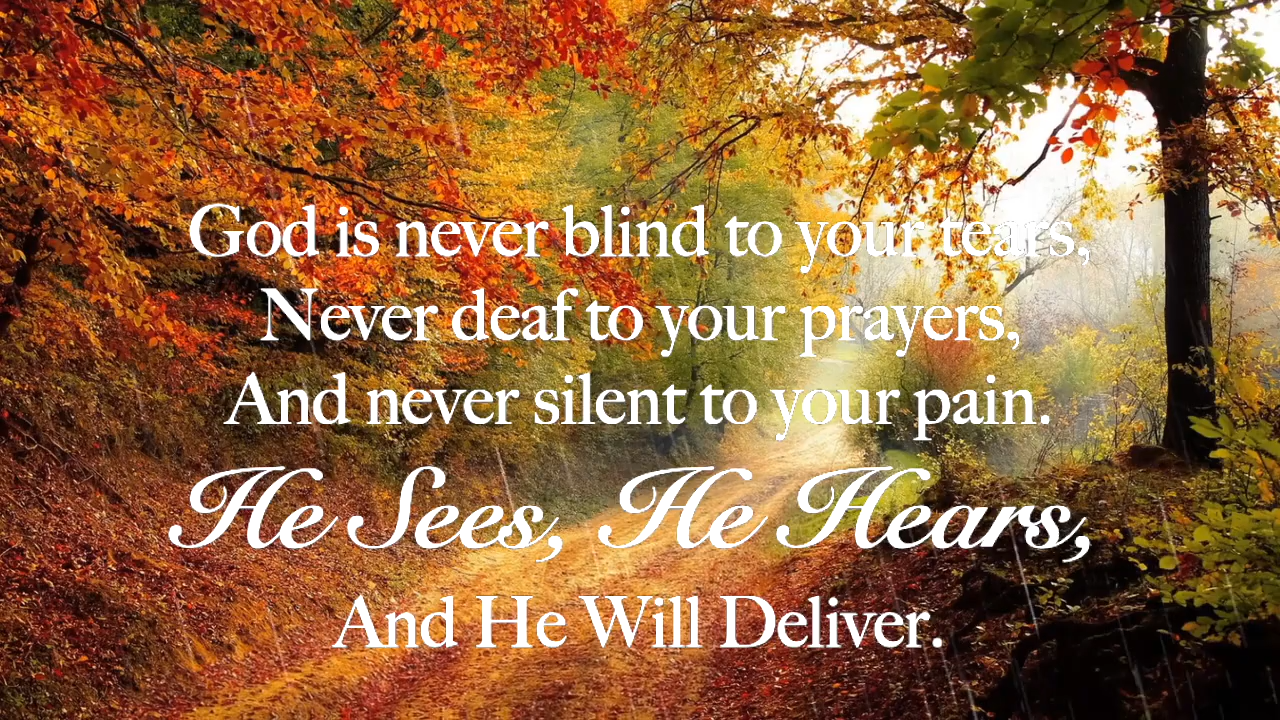 God is never blind to your tears,
Never deaf to your prayers,
And never silent to your pain.
He Sees, He Hears,
And He Will Deliver.